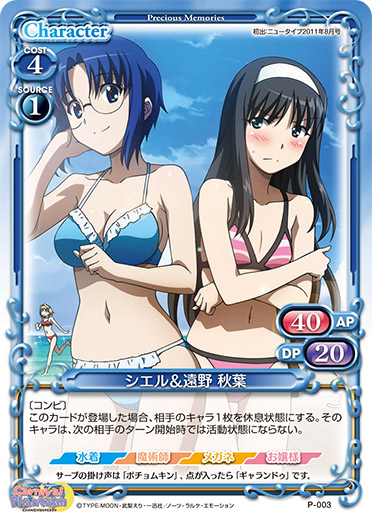 Precious Memories
Character
初出:ニュータイプ2011年8月号
COST
4
SOURCE
1
40 AP
DP 20
シエル&遠野 秋葉
[コンビ]
このカードが登場した場合、相手のキャラ1枚を休息状態にする。その
キャラは、次の相手のターン開始時では活動状態にならない。
水着 魔術師 メガネ お嬢様
サーブの掛け声は「ポチョムキン」、点が入ったら「ギャランドゥ」です。
Carnival Phantasm
©TYPE-MOON・武梨えり・一迅社／ノーツ・ラルケ・エモーション
P-003